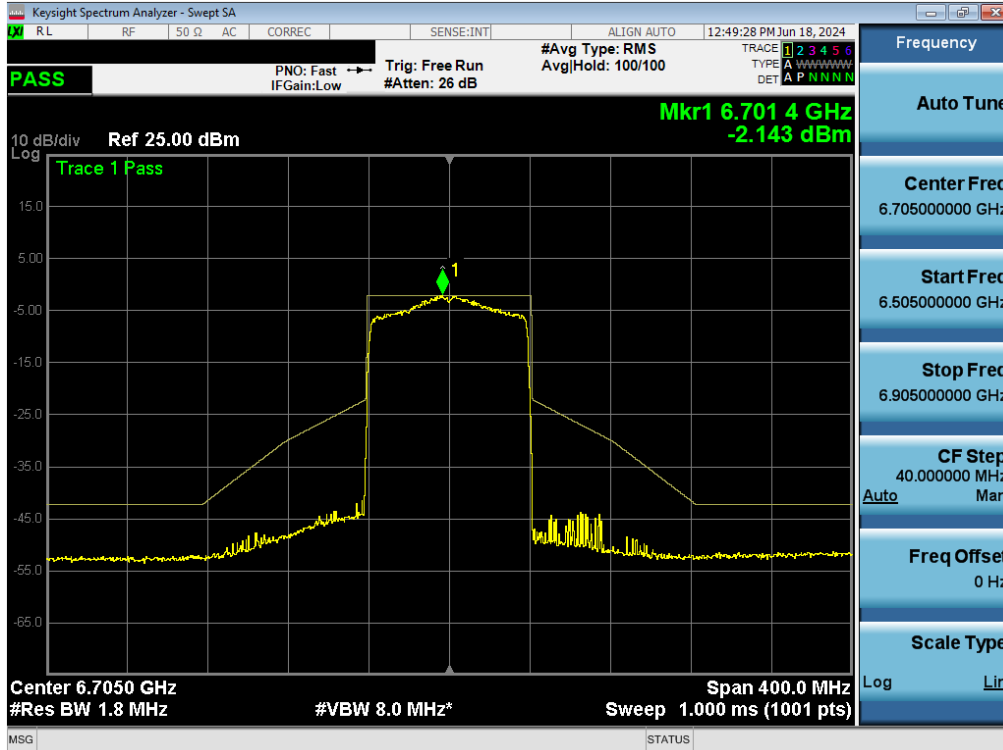 Keysight Spectrum Analyzer - Swept SA
LXI RL RF 50 Ω AC CORREC SENSE:INT ALIGN AUTO 12:49:28 PM Jun 18, 2024
PASS
PNO: Fast
IFGain:Low
Trig: Free Run
#Atten: 26 dB
#Avg Type: RMS
Avg|Hold: 100/100
TRACE 1 2 3 4 5 6
TYPE A WWWWW
DET A P N N N N
Mkr1 6.701 4 GHz
-2.143 dBm
10 dB/div Ref 25.00 dBm
Log
Trace 1 Pass
15.0
5.00
1
-5.00
-15.0
-25.0
-35.0
-45.0
-55.0
-65.0
Center 6.7050 GHz Span 400.0 MHz
#Res BW 1.8 MHz #VBW 8.0 MHz* Sweep 1.000 ms (1001 pts)
MSG STATUS
Frequency
Auto Tune
Center Freq
6.705000000 GHz
Start Freq
6.505000000 GHz
Stop Freq
6.905000000 GHz
CF Step
40.000000 MHz
Auto Man
Freq Offset
0 Hz
Scale Type
Log Lin